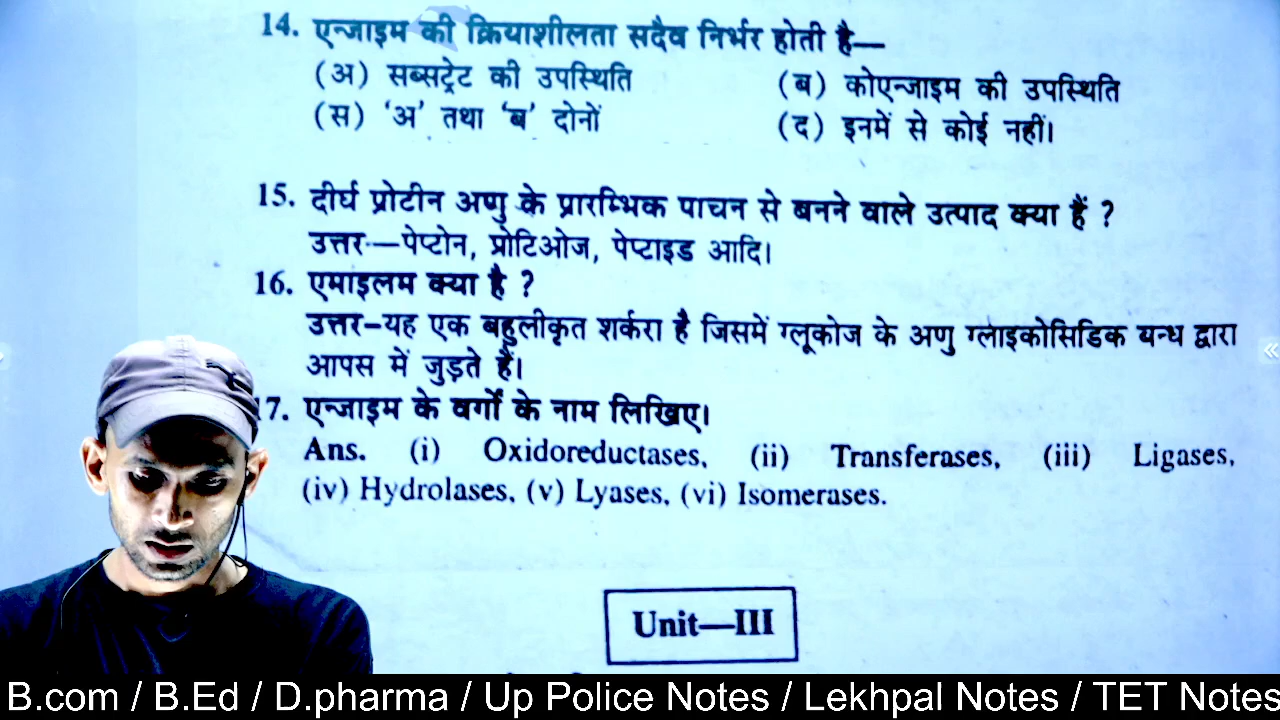 14. एन्जाइम की क्रियाशीलता सदैव निर्भर होती है—
(अ) सब्सट्रेट की उपस्थिति (ब) कोएन्जाइम की उपस्थिति
(स) ‘अ’ तथा ‘ब’ दोनों (द) इनमें से कोई नहीं।
15. दीर्घ प्रोटीन अणु के प्रारम्भिक पाचन से बनने वाले उत्पाद क्या हैं ?
उत्तर—पेप्टोन, प्रोटिओज, पेप्टाइड आदि।
16. एमाइलम क्या है ?
उत्तर–यह एक बहुलीकृत शर्करा है जिसमें ग्लूकोज के अणु ग्लाइकोसिडिक बन्ध द्वारा
आपस में जुड़ते हैं।
17. एन्जाइम के वर्गों के नाम लिखिए।
Ans. (i) Oxidoreductases, (ii) Transferases, (iii) Ligases,
(iv) Hydrolases, (v) Lyases, (vi) Isomerases.
Unit—III
B.com / B.Ed / D.pharma / Up Police Notes / Lekhpal Notes / TET Notes